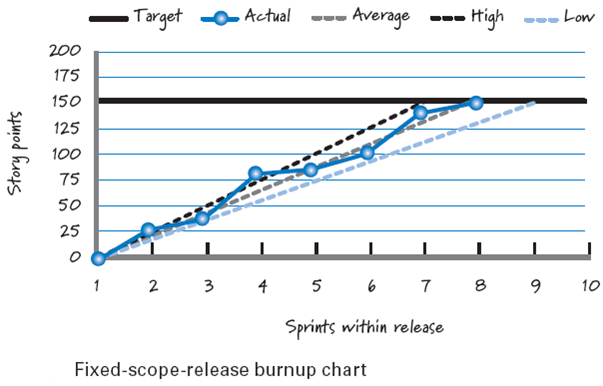 Target Actual Average High Low
200
175
150
125
100
75
50
25
0
Story points
1 2 3 4 5 6 7 8 9 10
Sprints within release
Fixed-scope-release burnup chart